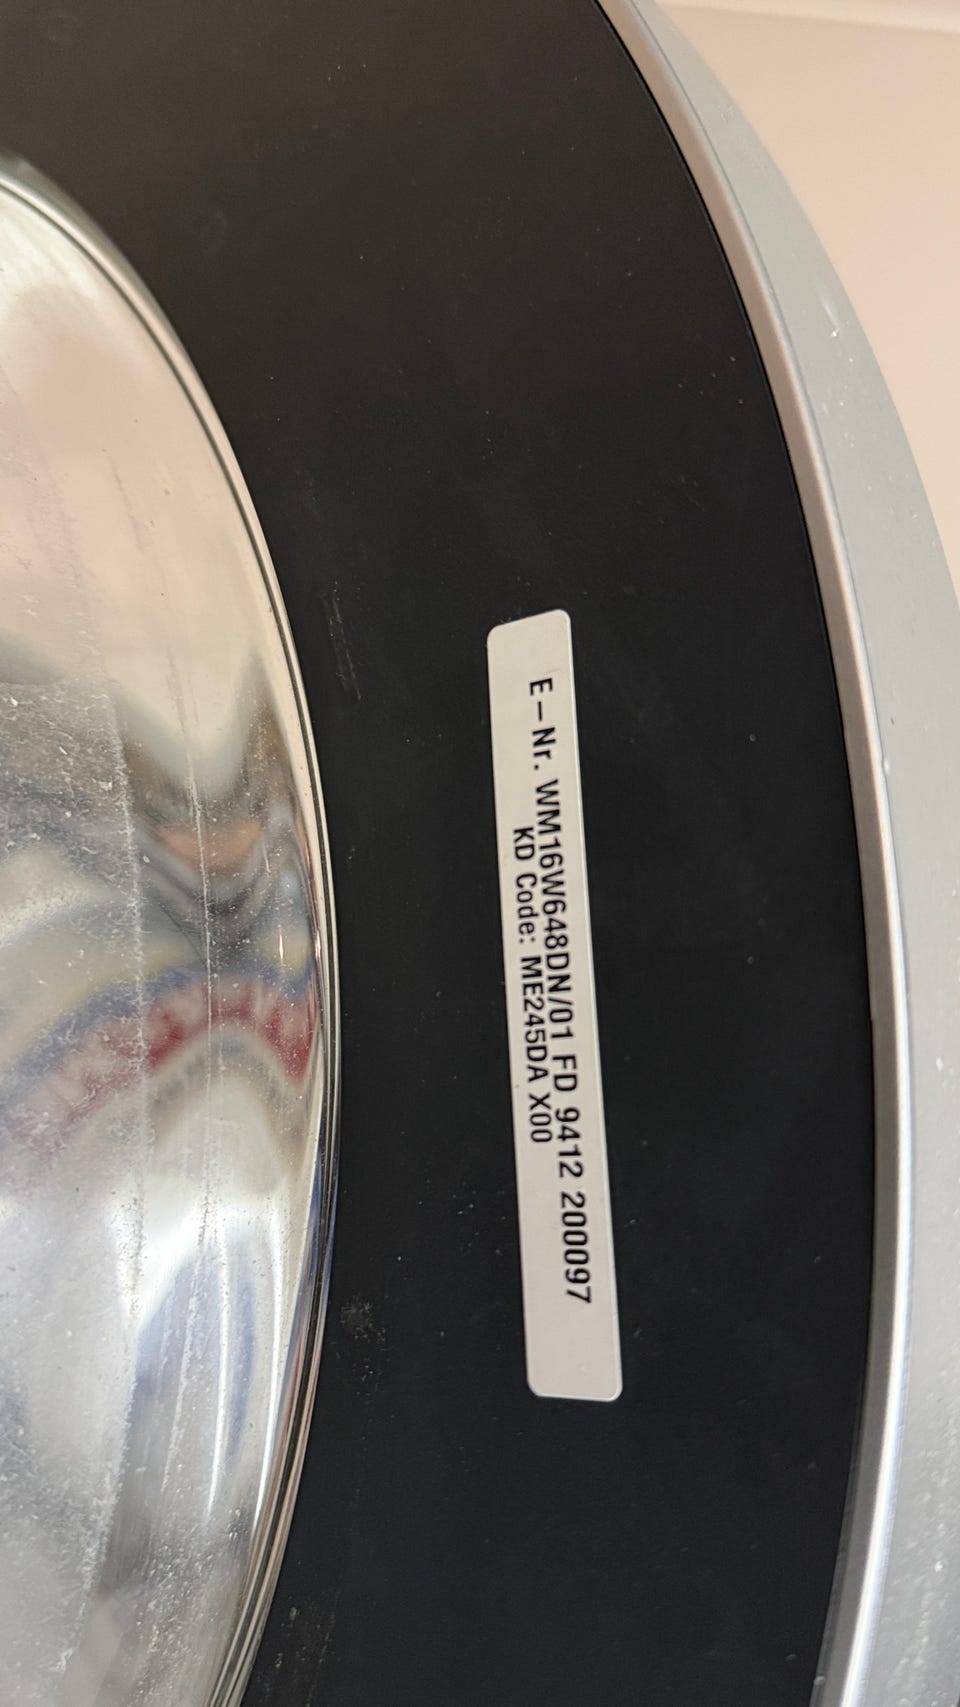 E-Nr. WM16W648DN/01 FD 9412 200097
KD Code: ME245DA X00